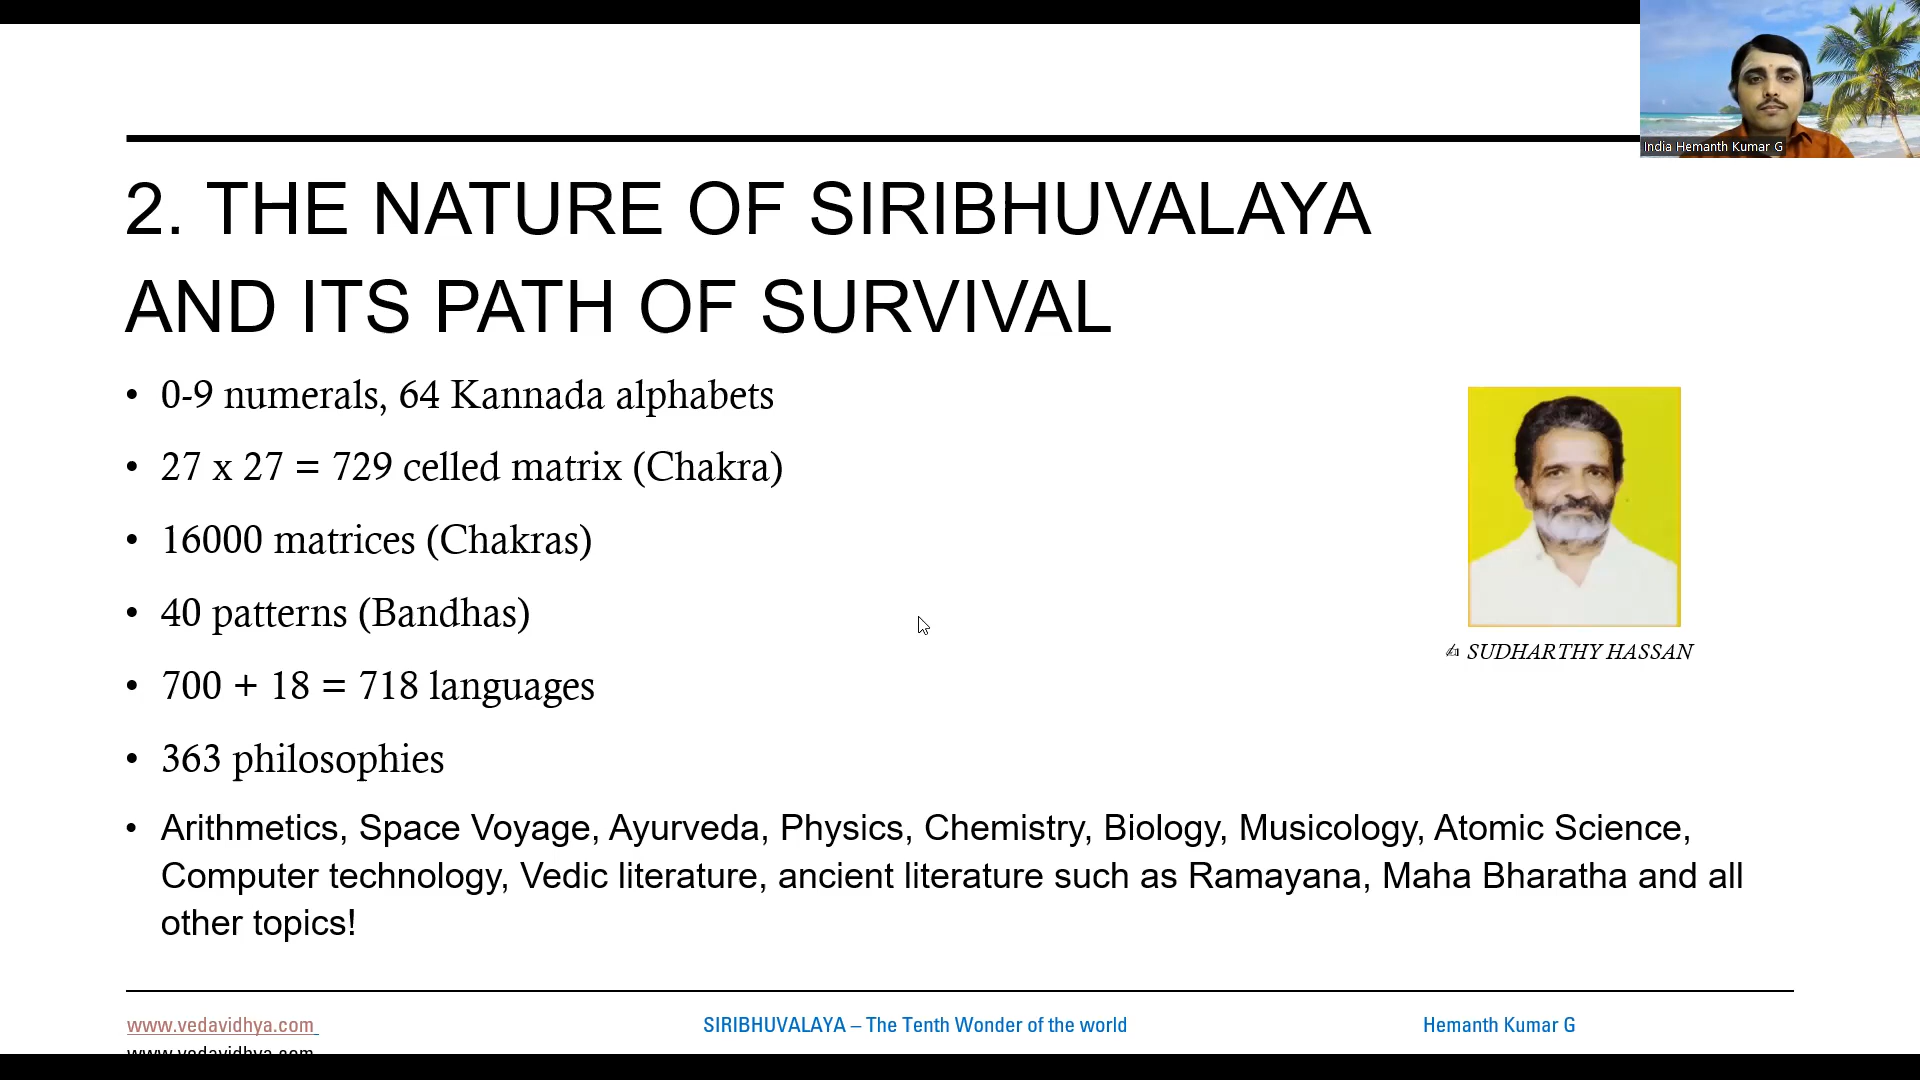 India Hemanth Kumar G
2. THE NATURE OF SIRIBHUVALAYA
AND ITS PATH OF SURVIVAL
• 0-9 numerals, 64 Kannada alphabets
• 27 x 27 = 729 celled matrix (Chakra)
• 16000 matrices (Chakras)
• 40 patterns (Bandhas)
• 700 + 18 = 718 languages
• 363 philosophies
• Arithmetics, Space Voyage, Ayurveda, Physics, Chemistry, Biology, Musicology, Atomic Science,
Computer technology, Vedic literature, ancient literature such as Ramayana, Maha Bharatha and all
other topics!
✍ SUDHARTHY HASSAN
www.vedavidhya.com
SIRIBHUVALAYA – The Tenth Wonder of the world
Hemanth Kumar G
www.vedavidhya.com